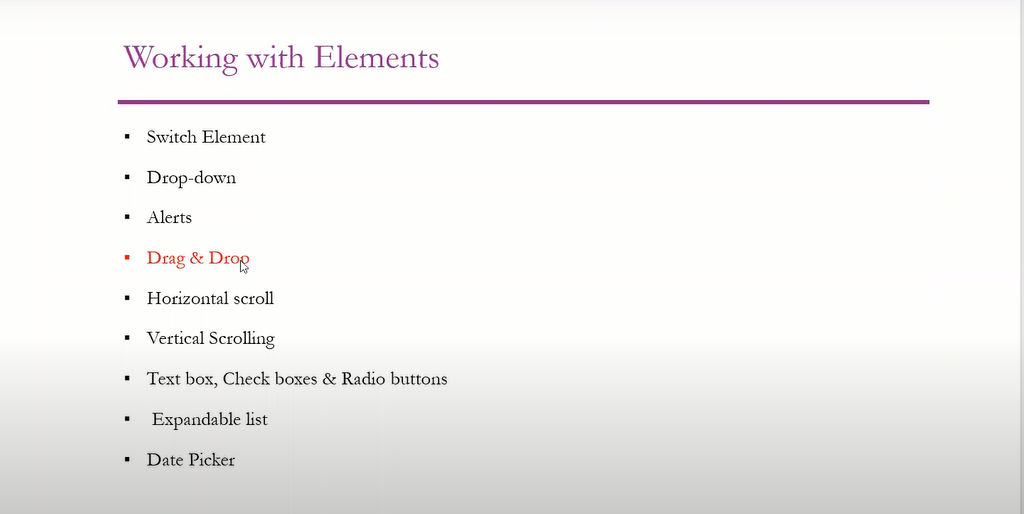 Working with Elements
Switch Element
Drop-down
Alerts
Drag & Drop
Horizontal scroll
Vertical Scrolling
Text box, Check boxes & Radio buttons
Expandable list
Date Picker